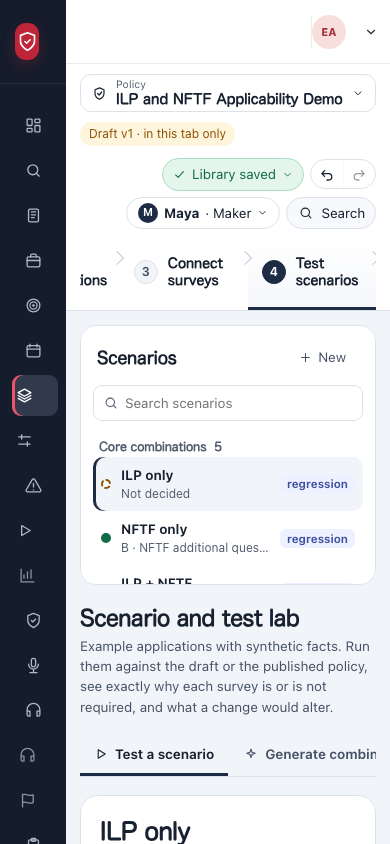 EA
Policy
ILP and NFTF Applicability Demo
Draft v1 · in this tab only
Library saved
M Maya · Maker
Search
tions
3 Connect surveys
4 Test scenarios
Scenarios
New
Search scenarios
Core combinations 5
ILP only
Not decided
regression
NFTF only
B · NFTF additional ques...
regression
ILP + NFTF
Scenario and test lab
Example applications with synthetic facts. Run
them against the draft or the published policy,
see exactly why each survey is or is not
required, and what a change would alter.
Test a scenario
Generate combin
ILP only